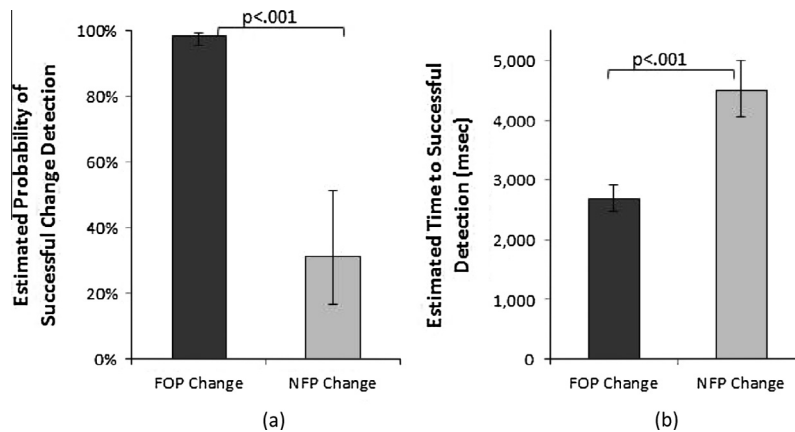 Estimated Probability of
Successful Change Detection
100%
80%
60%
40%
20%
0%
p<.001
FOP Change
NFP Change
(a)
Estimated Time to Successful
Detection (msec)
5,000
4,000
3,000
2,000
1,000
0
p<.001
FOP Change
NFP Change
(b)